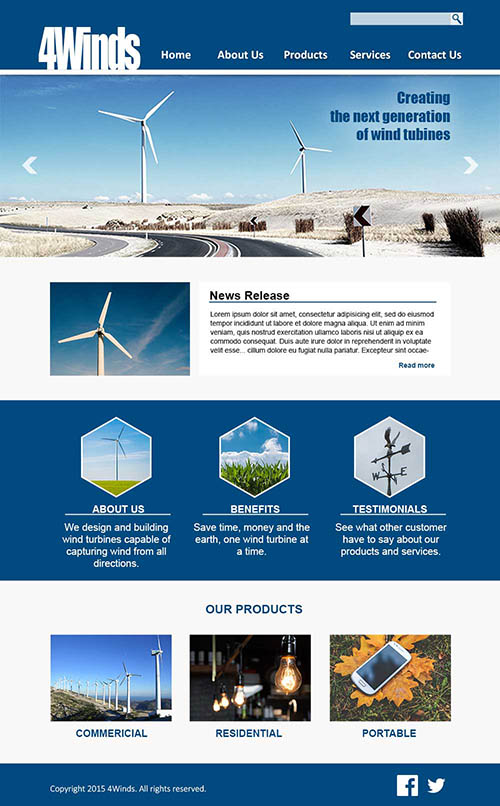 4Winds
Home About Us Products Services Contact Us
Creating
the next generation
of wind tubines
News Release
Lorem ipsum dolor sit amet, consectetur adipisicing elit, sed do eiusmod
tempor incididunt ut labore et dolore magna aliqua. Ut enim ad minim
veniam, quis nostrud exercitation ullamco laboris nisi ut aliquip ex ea
commodo consequat. Duis aute irure dolor in reprehenderit in voluptate
velit esse... cillum dolore eu fugiat nulla pariatur. Excepteur sint occae-
Read more
W E
ABOUT US
We design and building
wind turbines capable of
capturing wind from all
directions.
BENEFITS
Save time, money and the
earth, one wind turbine at
a time.
TESTIMONIALS
See what other customer
have to say about our
products and services.
OUR PRODUCTS
COMMERICIAL
RESIDENTIAL
PORTABLE
Copyright 2015 4Winds. All rights reserved.